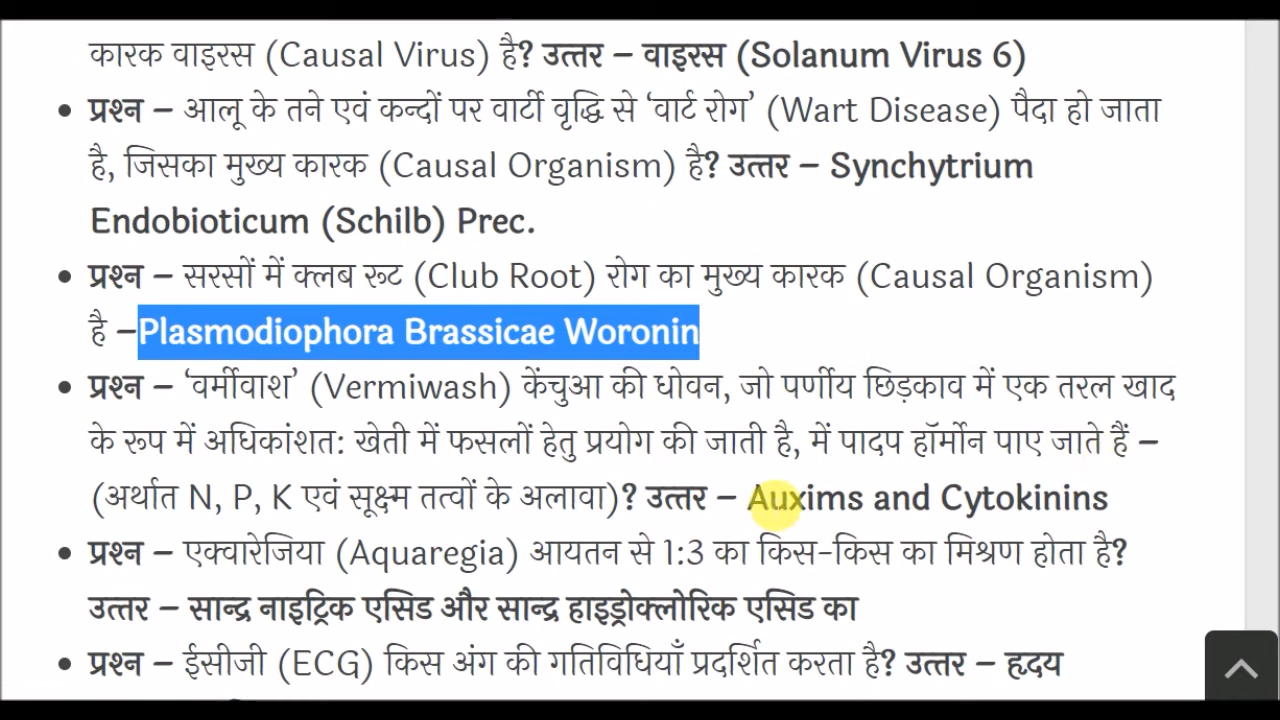 कारक वाइरस (Causal Virus) है? उत्तर – वाइरस (Solanum Virus 6)
• प्रश्न – आलू के तने एवं कन्दों पर वार्टी वृद्धि से ‘वार्ट रोग’ (Wart Disease) पैदा हो जाता
है, जिसका मुख्य कारक (Causal Organism) है? उत्तर – Synchytrium
Endobioticum (Schilb) Prec.
• प्रश्न – सरसों में क्लब रूट (Club Root) रोग का मुख्य कारक (Causal Organism)
है –Plasmodiophora Brassicae Woronin
• प्रश्न – ‘वर्मीवाश’ (Vermiwash) केंचुआ की धोवन, जो पर्णीय छिड़काव में एक तरल खाद
के रूप में अधिकांशत: खेती में फसलों हेतु प्रयोग की जाती है, में पादप हॉर्मोन पाए जाते हैं –
(अर्थात N, P, K एवं सूक्ष्म तत्वों के अलावा)? उत्तर – Auxims and Cytokinins
• प्रश्न – एक्वारेजिया (Aquaregia) आयतन से 1:3 का किस-किस का मिश्रण होता है?
उत्तर – सान्द्र नाइट्रिक एसिड और सान्द्र हाइड्रोक्लोरिक एसिड का
• प्रश्न – ईसीजी (ECG) किस अंग की गतिविधियाँ प्रदर्शित करता है? उत्तर – हृदय